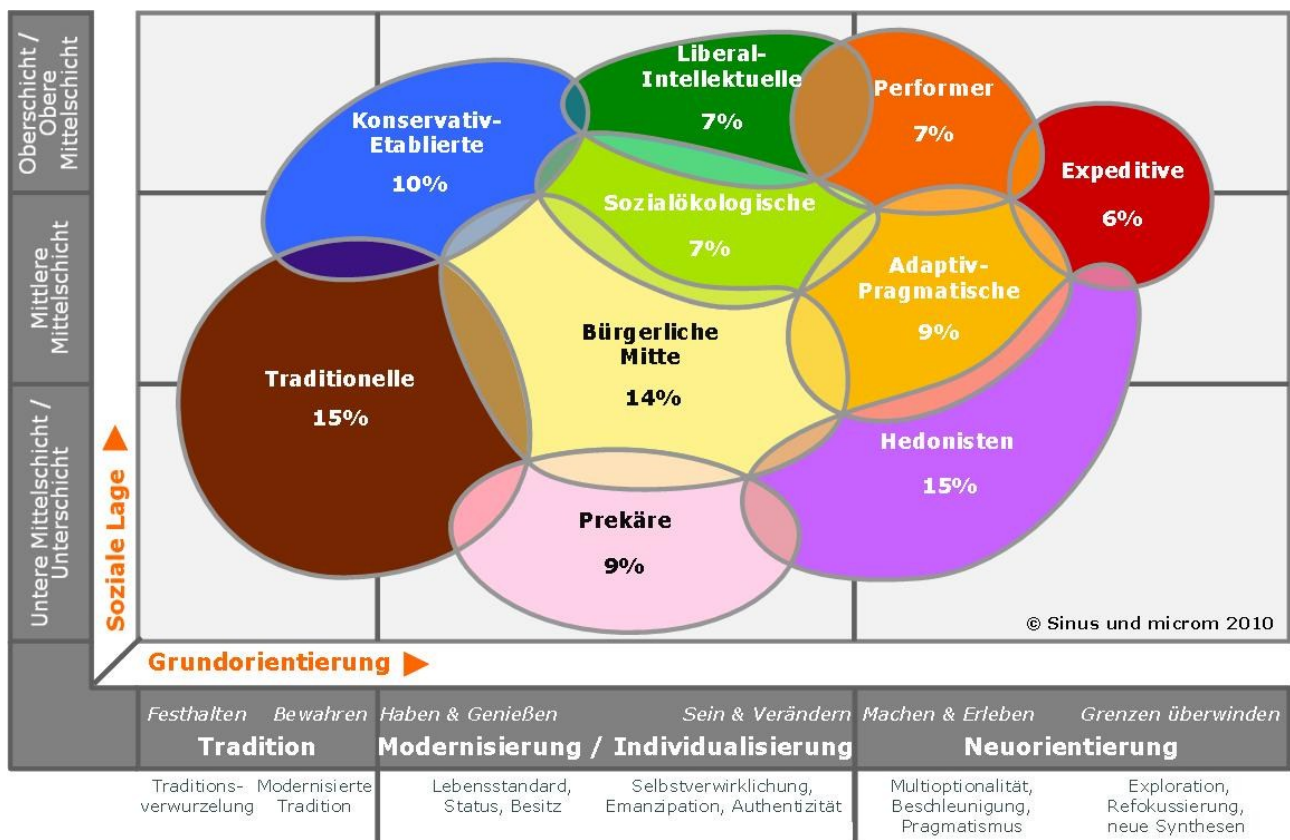 Oberschicht /
Obere
Mittelschicht
Mittlere
Mittelschicht
Untere Mittelschicht /
Unterschicht
Soziale Lage
Liberal-
Intellektuelle
7%
Performer
7%
Konservativ-
Etablierte
10%
Expeditive
6%
Sozialökologische
7%
Adaptiv-
Pragmatische
9%
Bürgerliche
Mitte
14%
Traditionelle
15%
Hedonisten
15%
Prekäre
9%
© Sinus und microm 2010
Grundorientierung
Festhalten Bewahren Haben & Genießen Sein & Verändern Machen & Erleben Grenzen überwinden
Tradition Modernisierung / Individualisierung Neuorientierung
Traditions-
verwurzelung
Modernisierte
Tradition
Lebensstandard,
Status, Besitz
Selbstverwirklichung,
Emanzipation, Authentizität
Multioptionalität,
Beschleunigung,
Pragmatismus
Exploration,
Refokussierung,
neue Synthesen